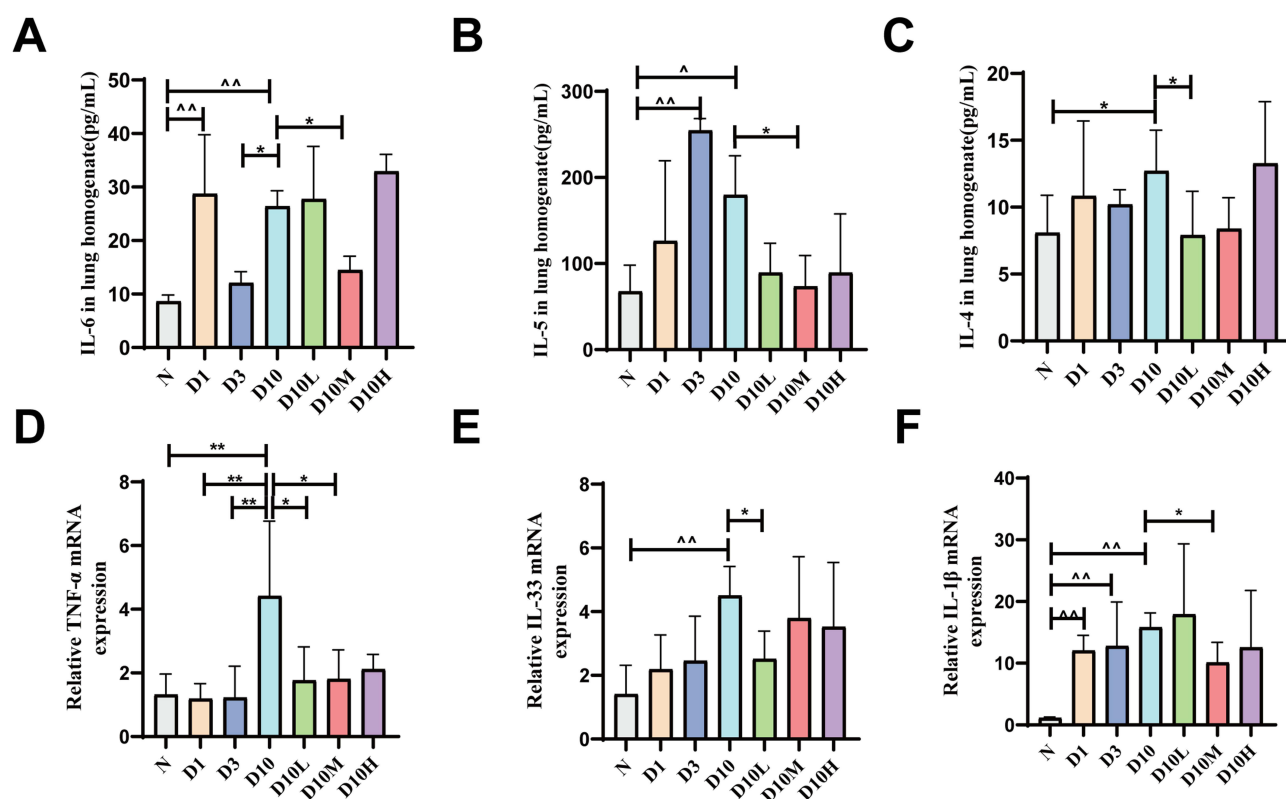 A
IL-6 in lung homogenate(pg/mL)
50
40
30
20
10
0
^^
^^
*
*
N
D1
D3
D10
D10L
D10M
D10H
B
IL-5 in lung homogenate(pg/mL)
300
200
100
0
^
^^
*
N
D1
D3
D10
D10L
D10M
D10H
C
IL-4 in lung homogenate(pg/mL)
20
15
10
5
0
*
*
N
D1
D3
D10
D10L
D10M
D10H
D
Relative TNF-α mRNA
expression
8
6
4
2
0
**
**
*
**
*
N
D1
D3
D10
D10L
D10M
D10H
E
Relative IL-33 mRNA
expression
8
6
4
2
0
*
^^
N
D1
D3
D10
D10L
D10M
D10H
F
Relative IL-1β mRNA
expression
40
30
20
10
0
*
^^
^^
^^
N
D1
D3
D10
D10L
D10M
D10H